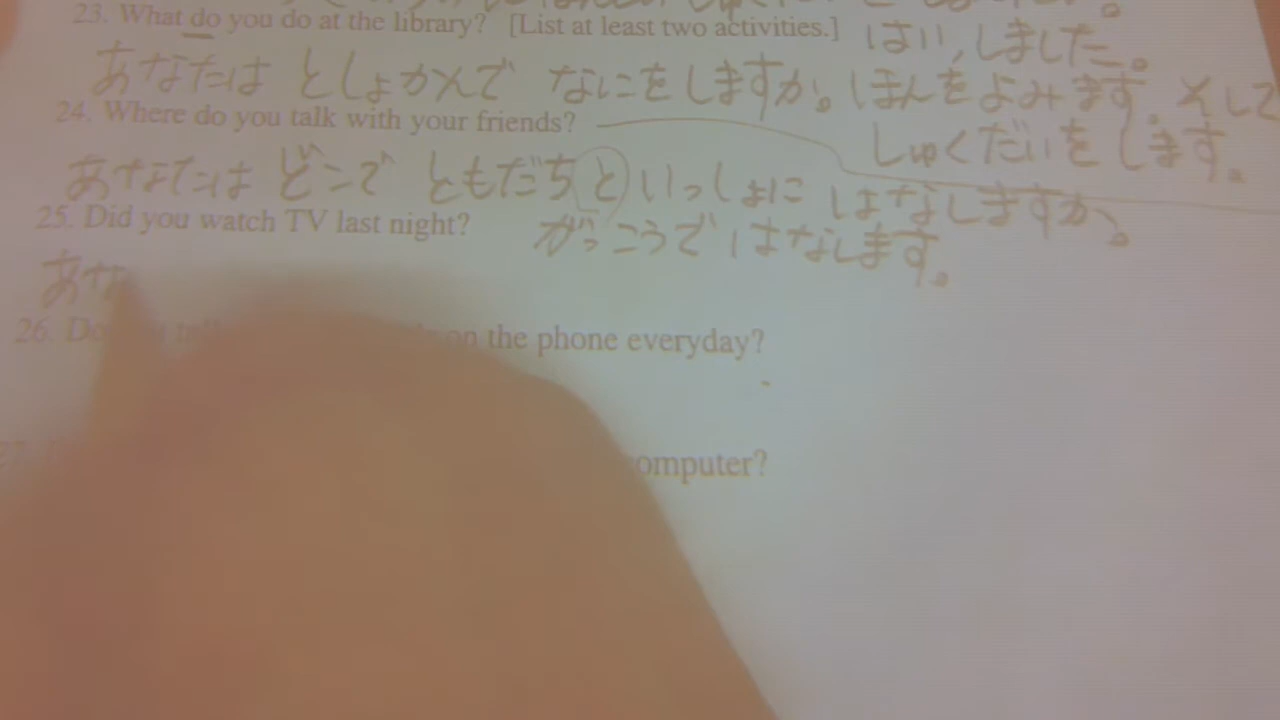 23. What do you do at the library? [List at least two activities.]
はい,しました。
あなたは としょかんで なにをしますか。ほんをよみます。そして
しゅくだいをします。
24. Where do you talk with your friends?
あなたは どこで ともだちと いっしょに はなしますか。
がっこうで はなします。
25. Did you watch TV last night?
あな
26. Do on the phone everyday?
computer?